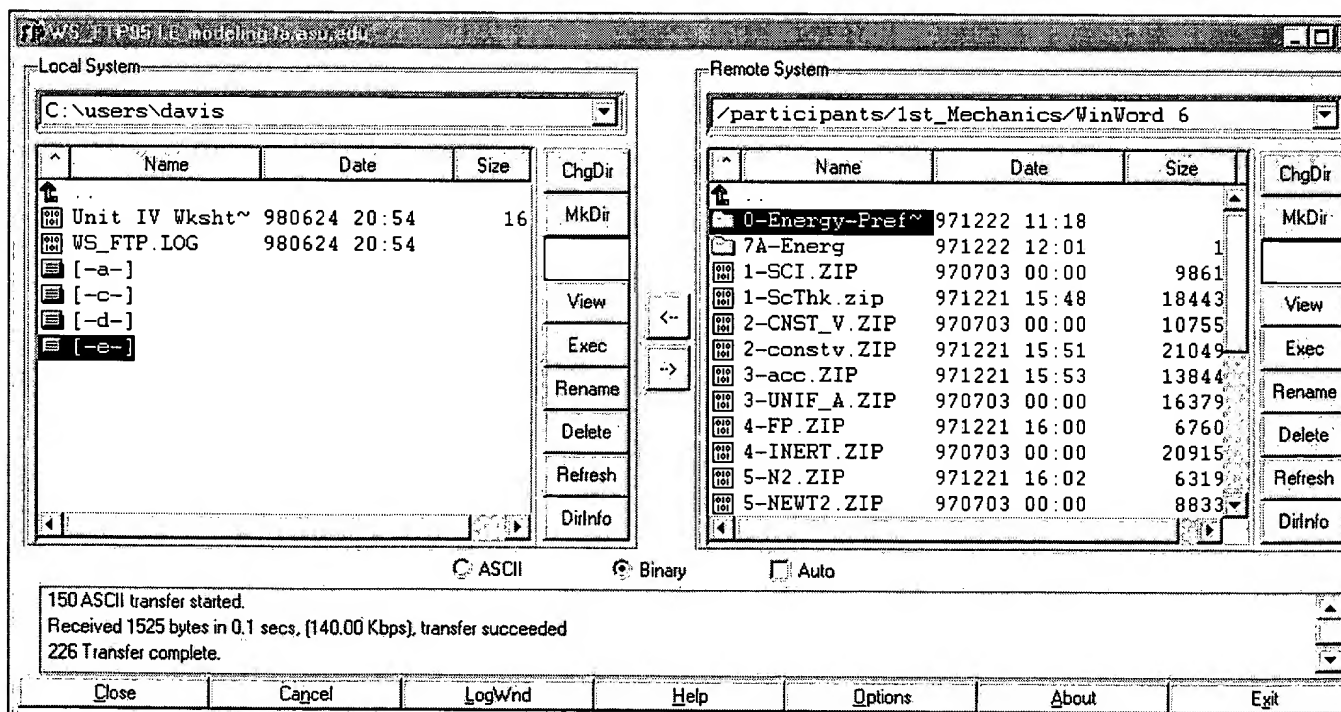 WS_FTP95 LE modeling.la.asu.edu
Local System
C:\users\davis
^ Name Date Size
..
Unit IV Wksht~ 980624 20:54 16
WS_FTP.LOG 980624 20:54
[-a-]
[-c-]
[-d-]
[-e-]
ChgDir
MkDir
View
Exec
Rename
Delete
Refresh
DirInfo
<--
-->
Remote System
/participants/1st_Mechanics/WinWord 6
^ Name Date Size
..
0-Energy-Pref~ 971222 11:18
7A-Energ 971222 12:01 1
1-SCI.ZIP 970703 00:00 9861
1-ScThk.zip 971221 15:48 18443
2-CNST_V.ZIP 970703 00:00 10755
2-constv.ZIP 971221 15:51 21049
3-acc.ZIP 971221 15:53 13844
3-UNIF_A.ZIP 970703 00:00 16379
4-FP.ZIP 971221 16:00 6760
4-INERT.ZIP 970703 00:00 20915
5-N2.ZIP 971221 16:02 6319
5-NEWT2.ZIP 970703 00:00 8833
ChgDir
MkDir
View
Exec
Rename
Delete
Refresh
DirInfo
ASCII Binary Auto
150 ASCII transfer started.
Received 1525 bytes in 0.1 secs, (140.00 Kbps), transfer succeeded
226 Transfer complete.
Close Cancel LogWnd Help Options About Exit